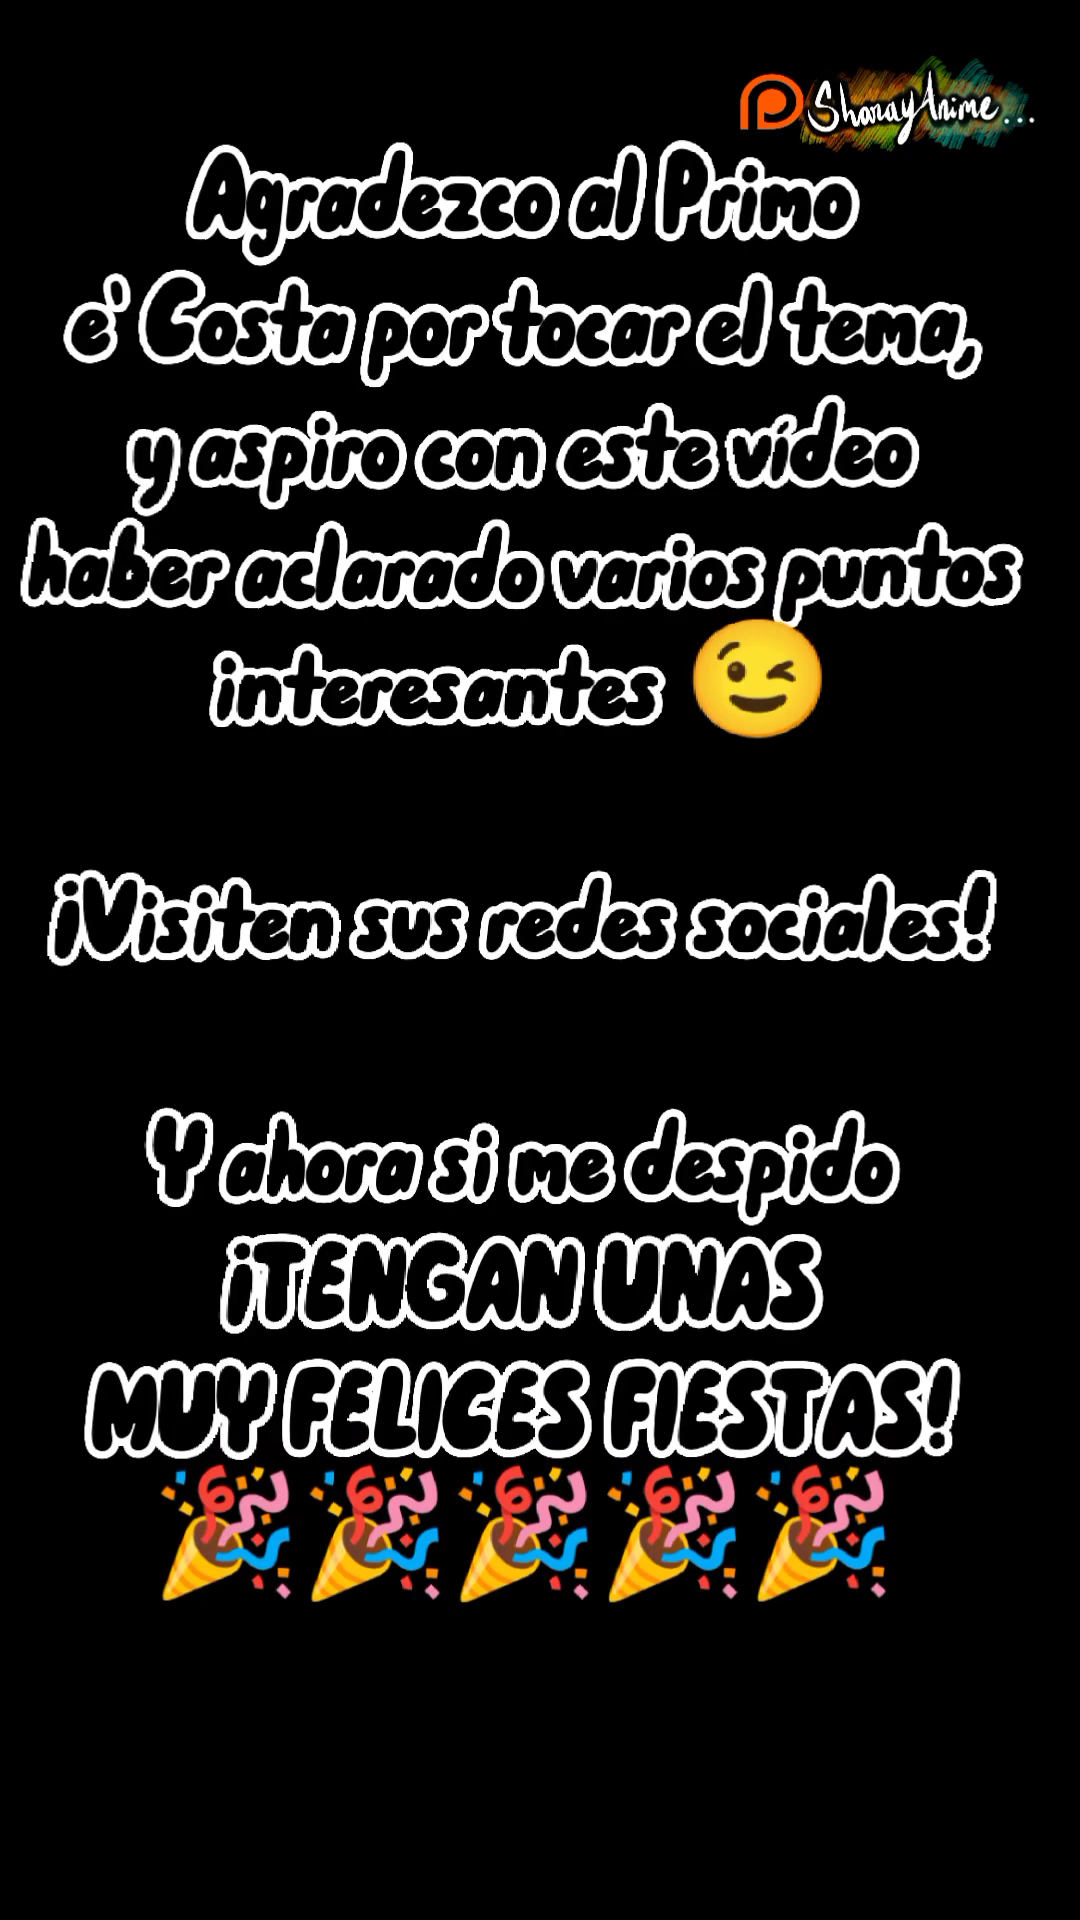 SharayAnime...
Agradezco al Primo
e' Costa por tocar el tema,
y aspiro con este vídeo
haber aclarado varios puntos
interesantes 😉
¡Visiten sus redes sociales!
Y ahora si me despido
¡TENGAN UNAS
MUY FELICES FIESTAS!
🎉🎉🎉🎉🎉